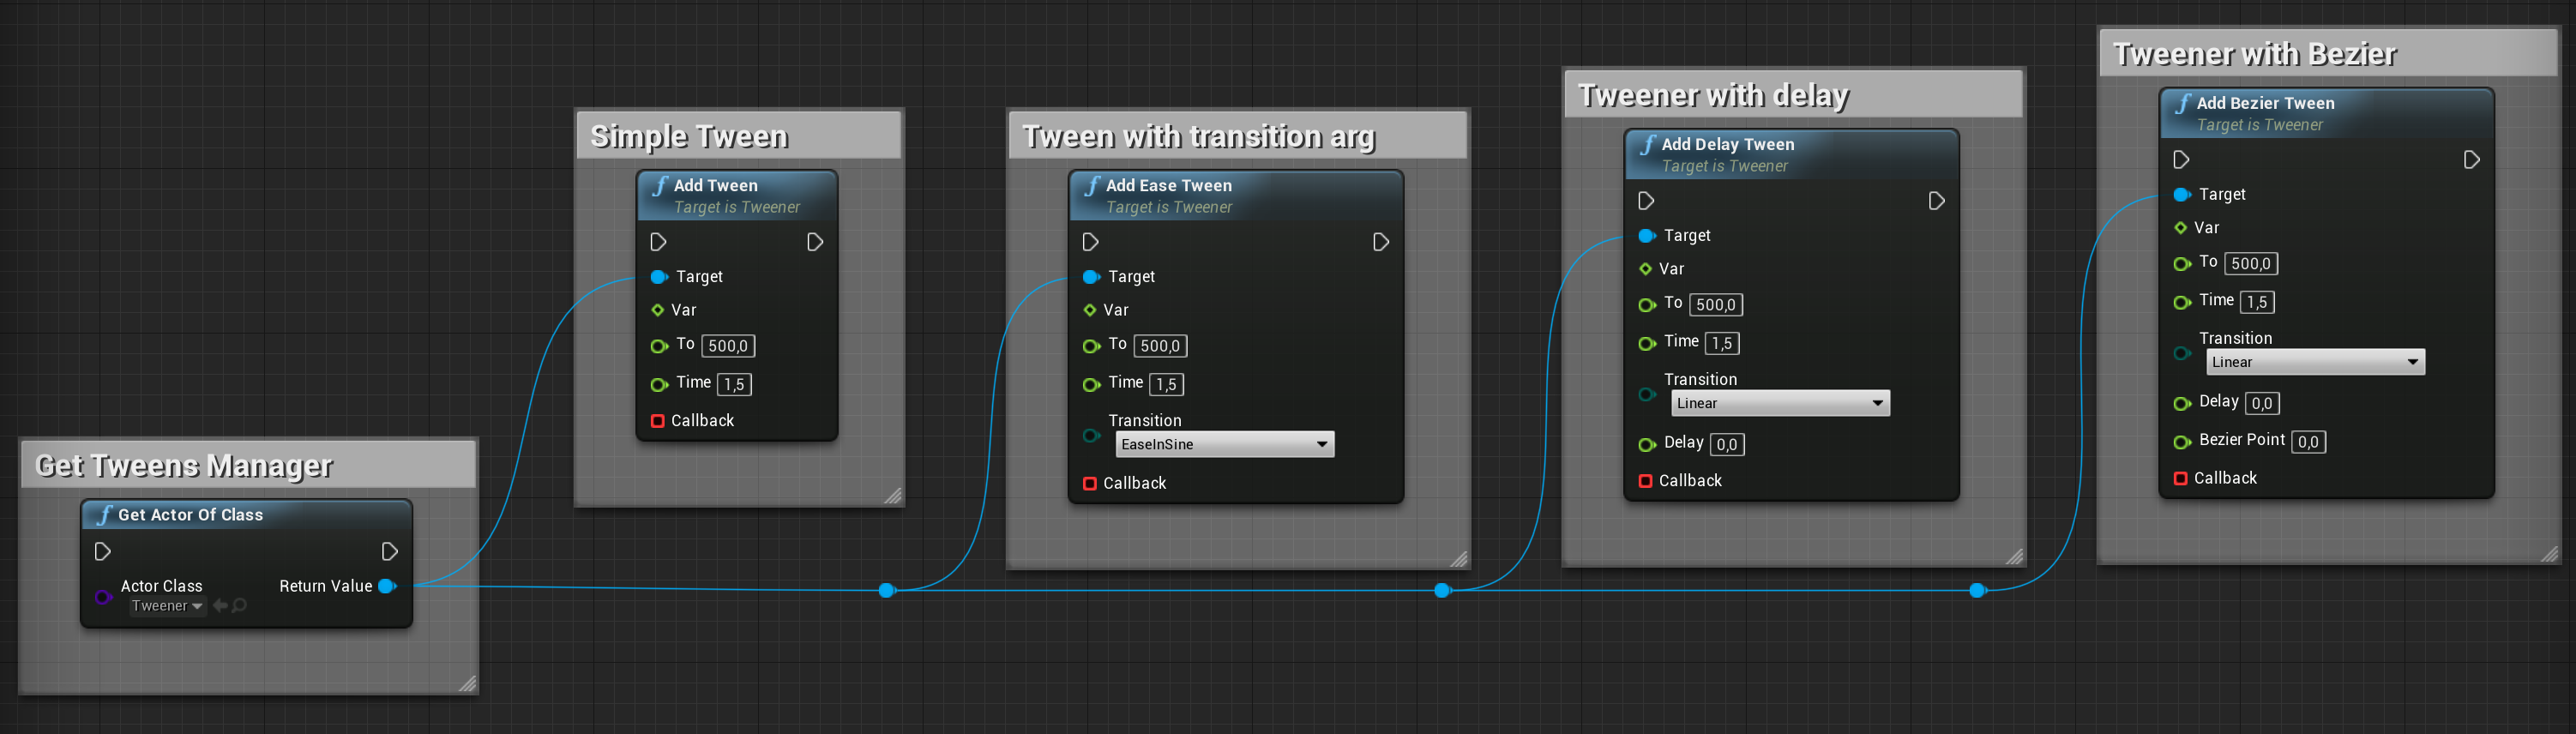 Get Tweens Manager
Get Actor Of Class
Actor Class
Tweener
Return Value
Simple Tween
Add Tween
Target is Tweener
Target
Var
To 500,0
Time 1,5
Callback
Tween with transition arg
Add Ease Tween
Target is Tweener
Target
Var
To 500,0
Time 1,5
Transition
EaseInSine
Callback
Tweener with delay
Add Delay Tween
Target is Tweener
Target
Var
To 500,0
Time 1,5
Transition
Linear
Delay 0,0
Callback
Tweener with Bezier
Add Bezier Tween
Target is Tweener
Target
Var
To 500,0
Time 1,5
Transition
Linear
Delay 0,0
Bezier Point 0,0
Callback